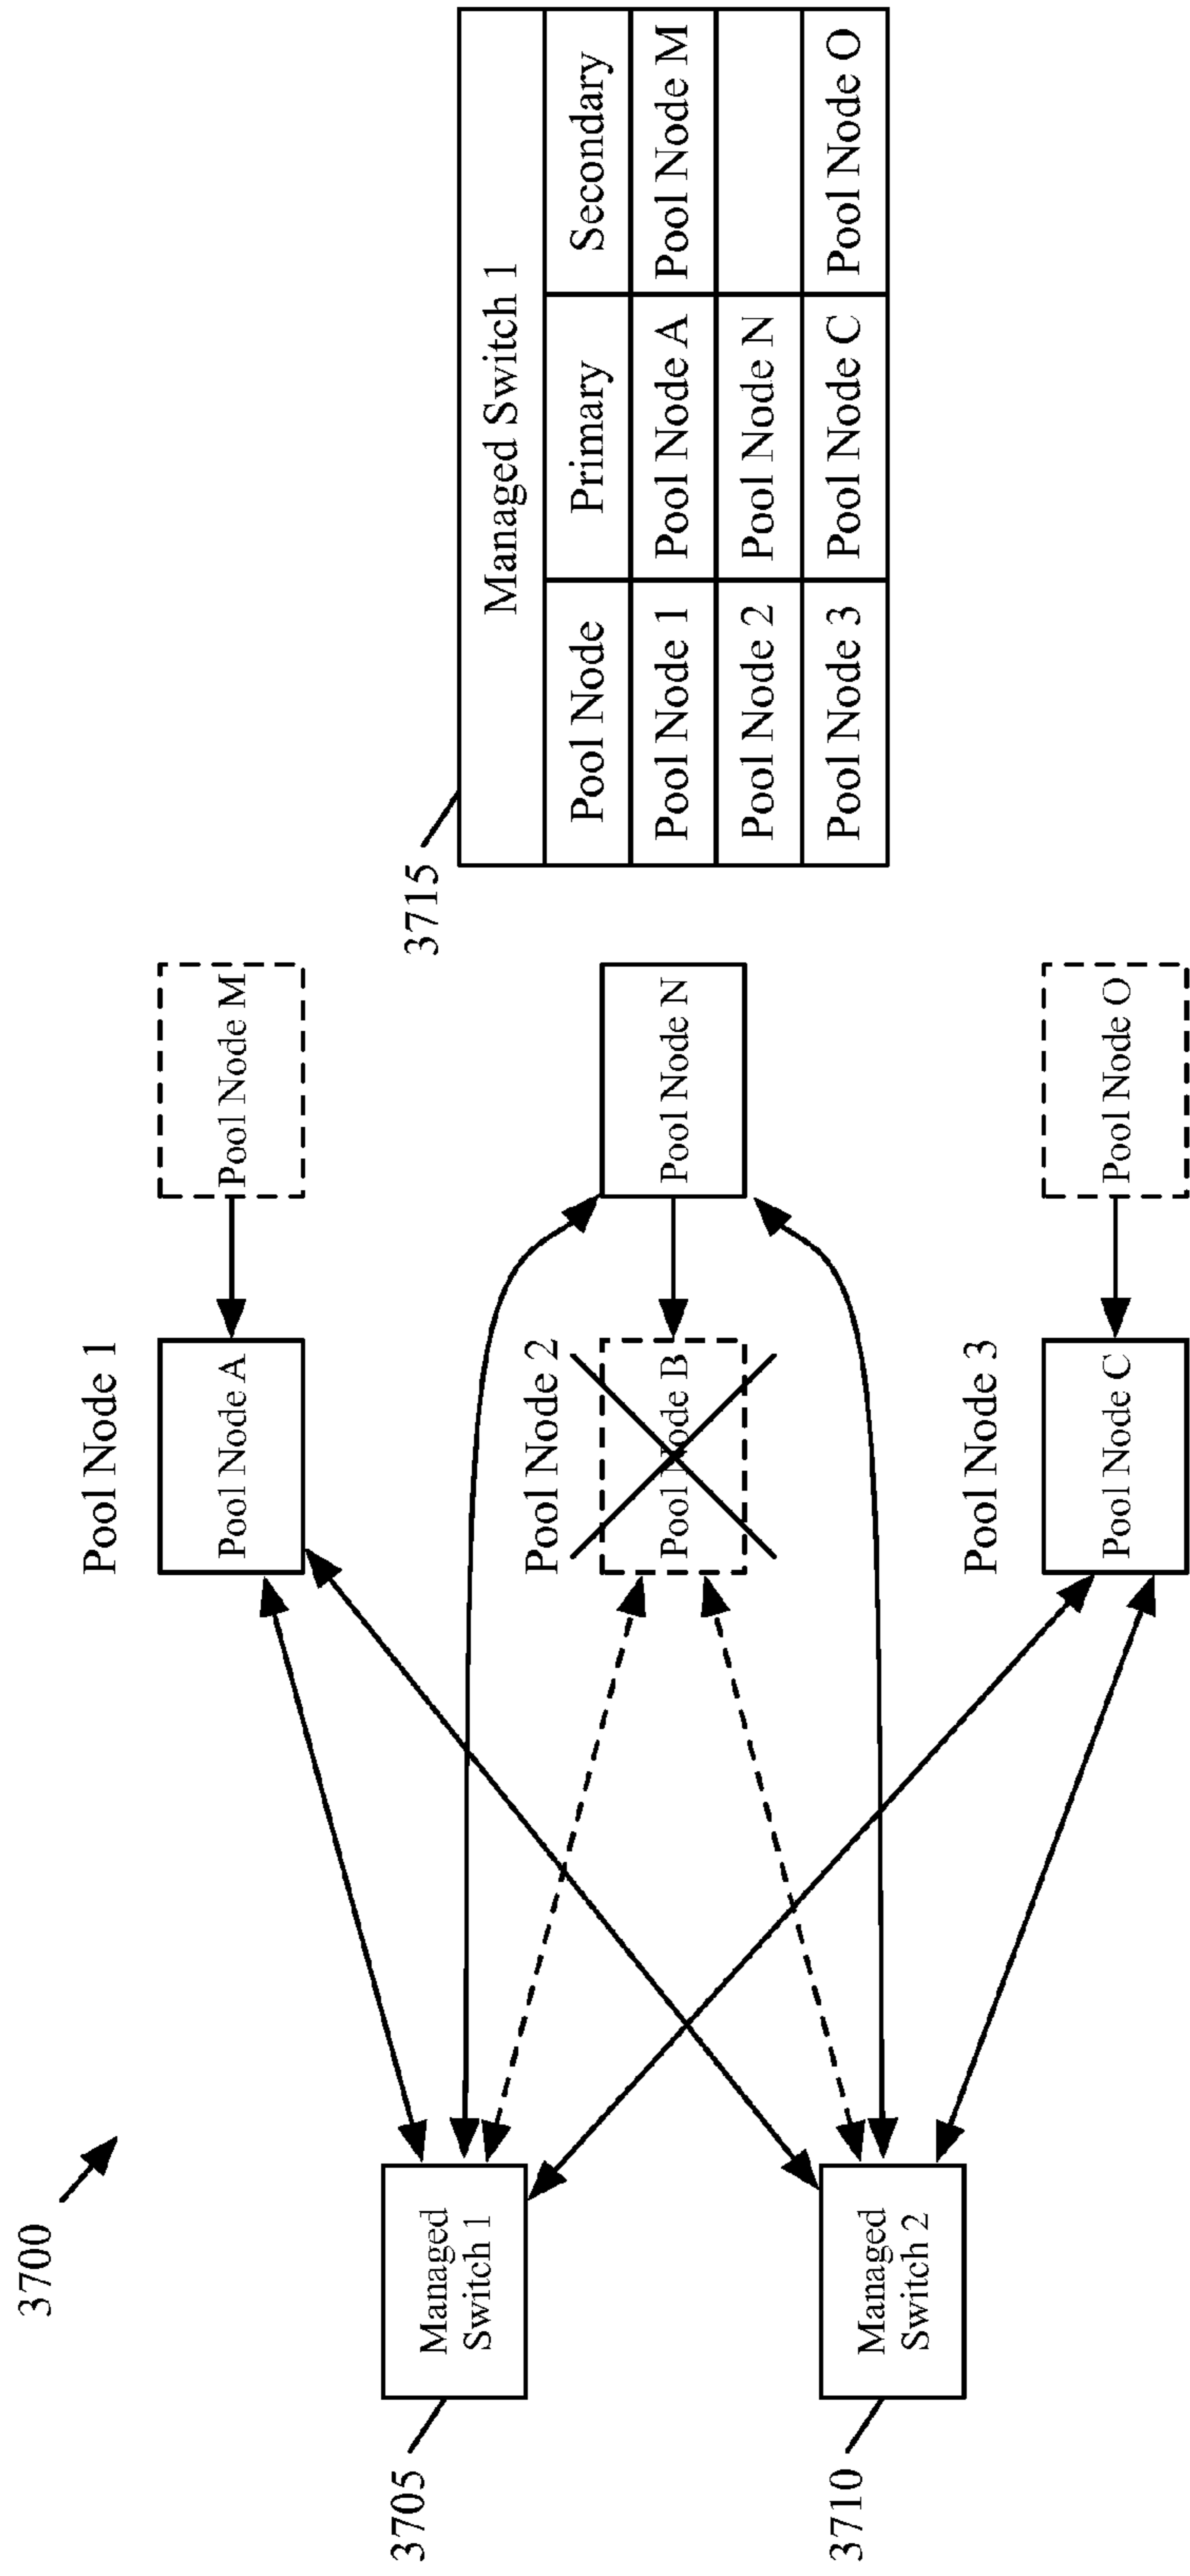 3700
Pool Node 1
Pool Node A
Pool Node M
3705
Managed
Switch 1
Pool Node 2
Pool Node B
Pool Node N
3710
Managed
Switch 2
Pool Node 3
Pool Node C
Pool Node O
3715
Managed Switch 1
Pool Node Primary Secondary
Pool Node 1 Pool Node A Pool Node M
Pool Node 2 Pool Node N
Pool Node 3 Pool Node C Pool Node O